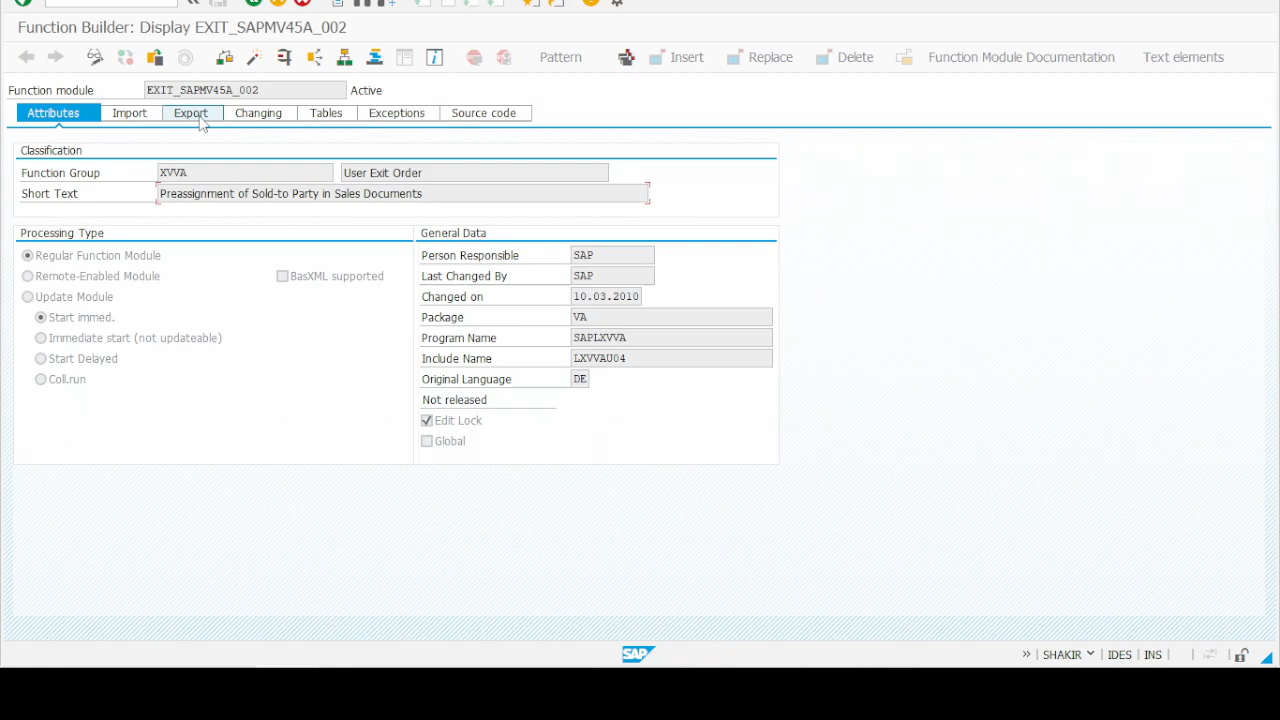 Function Builder: Display EXIT_SAPMV45A_002
Pattern Insert Replace Delete Function Module Documentation Text elements
Function module EXIT_SAPMV45A_002 Active
Attributes Import Export Changing Tables Exceptions Source code
Classification
Function Group XVVA User Exit Order
Short Text Preassignment of Sold-to Party in Sales Documents
Processing Type
Regular Function Module
Remote-Enabled Module BasXML supported
Update Module
Start immed.
Immediate start (not updateable)
Start Delayed
Coll.run
General Data
Person Responsible SAP
Last Changed By SAP
Changed on 10.03.2010
Package VA
Program Name SAPLXVVA
Include Name LXVVAU04
Original Language DE
Not released
Edit Lock
Global
SAP » SHAKIR IDES INS